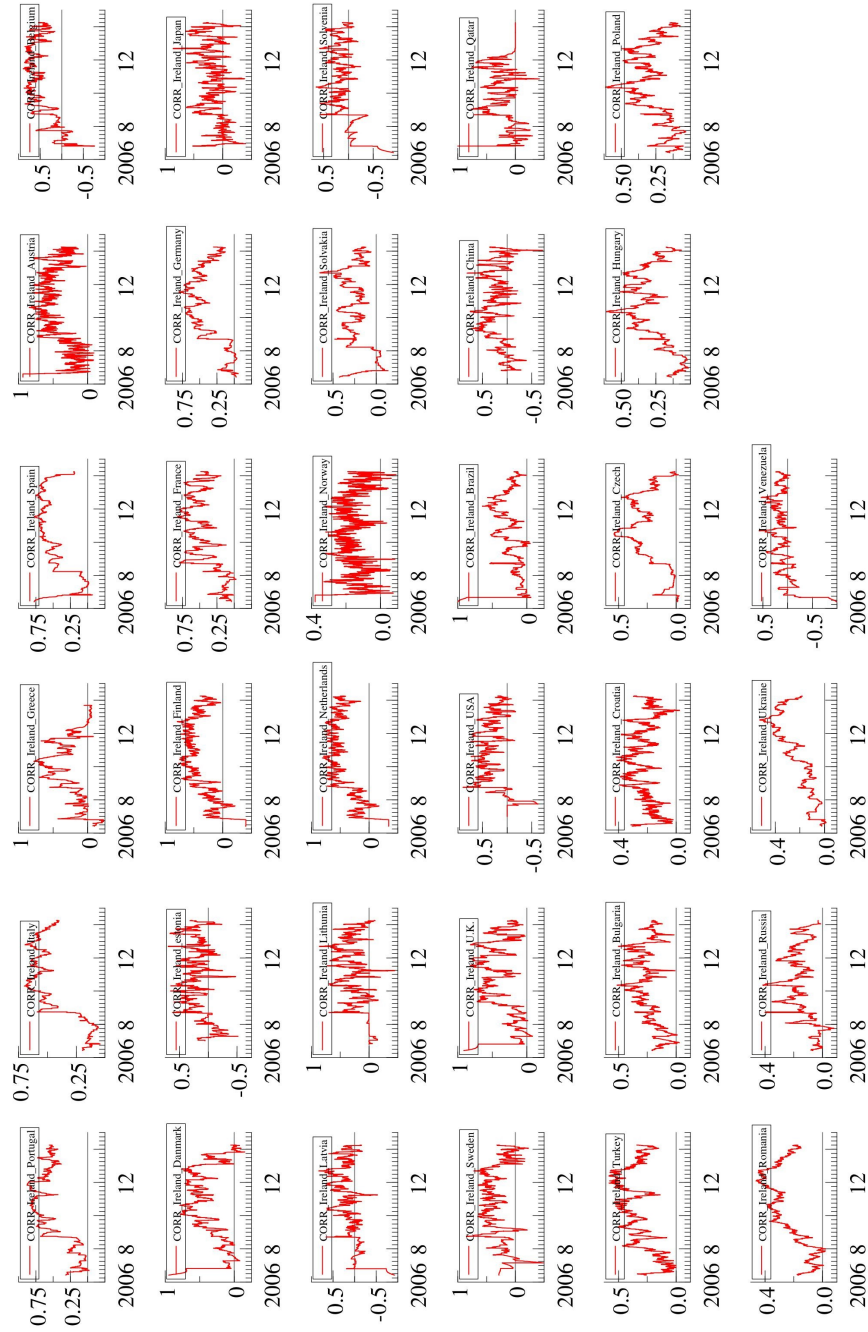 CORR_Ireland_Portugal
0.75
0.25
2006 8 12
CORR_Ireland_Italy
0.75
0.25
2006 8 12
CORR_Ireland_Greece
1
0
2006 8 12
CORR_Ireland_Spain
0.75
0.25
2006 8 12
CORR_Ireland_Austria
1
0
2006 8 12
CORR_Ireland_Belgium
0.5
-0.5
2006 8 12
CORR_Ireland_Danmark
1
0
2006 8 12
CORR_Ireland_estonia
0.5
-0.5
2006 8 12
CORR_Ireland_Finland
1
0
2006 8 12
CORR_Ireland_France
0.75
0.25
2006 8 12
CORR_Ireland_Germany
0.75
0.25
2006 8 12
CORR_Ireland_Japan
1
0
2006 8 12
CORR_Ireland_Latvia
0.5
-0.5
2006 8 12
CORR_Ireland_Lithunia
1
0
2006 8 12
CORR_Ireland_Netherlands
1
0
2006 8 12
CORR_Ireland_Norway
0.4
0.0
2006 8 12
CORR_Ireland_Solvakia
0.5
0.0
2006 8 12
CORR_Ireland_Solvenia
0.5
-0.5
2006 8 12
CORR_Ireland_Sweden
1
0
2006 8 12
CORR_Ireland_U.K.
1
0
2006 8 12
CORR_Ireland_USA
0.5
-0.5
2006 8 12
CORR_Ireland_Brazil
1
0
2006 8 12
CORR_Ireland_China
0.5
-0.5
2006 8 12
CORR_Ireland_Qatar
1
0
2006 8 12
CORR_Ireland_Turkey
0.5
0.0
2006 8 12
CORR_Ireland_Bulgaria
0.5
0.0
2006 8 12
CORR_Ireland_Croatia
0.4
0.0
2006 8 12
CORR_Ireland_Czech
0.5
0.0
2006 8 12
CORR_Ireland_Hungary
0.50
0.25
2006 8 12
CORR_Ireland_Poland
0.50
0.25
2006 8 12
CORR_Ireland_Romania
0.4
0.0
2006 8 12
CORR_Ireland_Russia
0.4
0.0
2006 8 12
CORR_Ireland_Ukraine
0.4
0.0
2006 8 12
CORR_Ireland_Venezuela
0.5
-0.5
2006 8 12